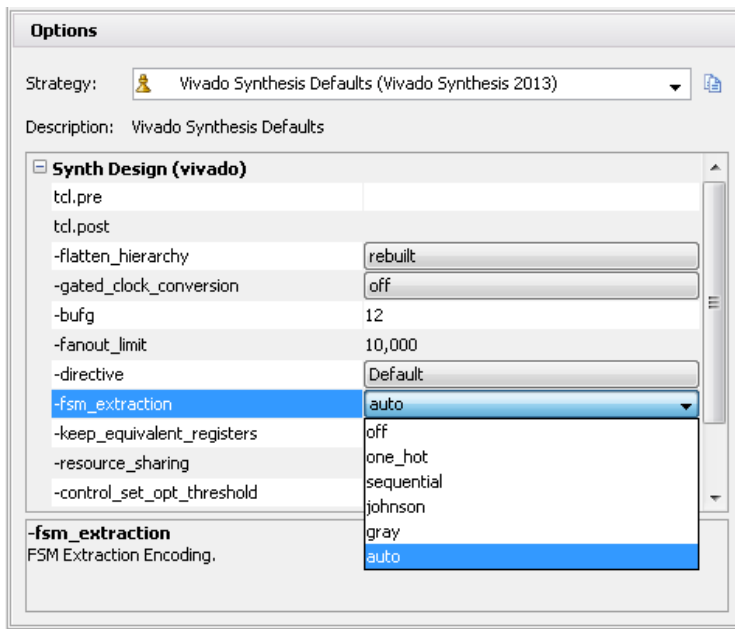 Options
Strategy: Vivado Synthesis Defaults (Vivado Synthesis 2013)
Description: Vivado Synthesis Defaults
Synth Design (vivado)
tcl.pre
tcl.post
-flatten_hierarchy rebuilt
-gated_clock_conversion off
-bufg 12
-fanout_limit 10,000
-directive Default
-fsm_extraction auto
-keep_equivalent_registers off
-resource_sharing one_hot
sequential
-control_set_opt_threshold johnson
gray
-fsm_extraction auto
FSM Extraction Encoding.